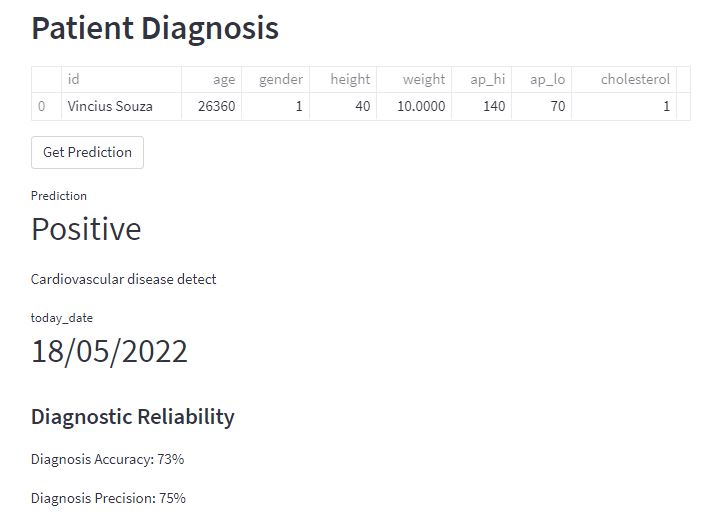 Patient Diagnosis
id age gender height weight ap_hi ap_lo cholesterol
0 Vincius Souza 26360 1 40 10.0000 140 70 1
Get Prediction
Prediction
Positive
Cardiovascular disease detect
today_date
18/05/2022
Diagnostic Reliability
Diagnosis Accuracy: 73%
Diagnosis Precision: 75%